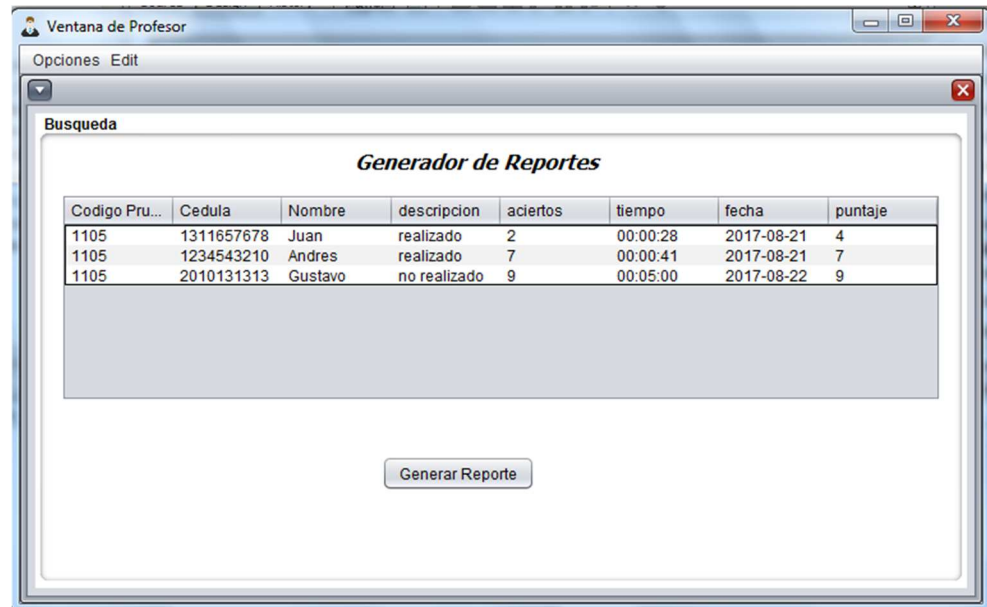 Ventana de Profesor
Opciones Edit
Busqueda
Generador de Reportes
Codigo Pru... Cedula Nombre descripcion aciertos tiempo fecha puntaje
1105 1311657678 Juan realizado 2 00:00:28 2017-08-21 4
1105 1234543210 Andres realizado 7 00:00:41 2017-08-21 7
1105 2010131313 Gustavo no realizado 9 00:05:00 2017-08-22 9
Generar Reporte